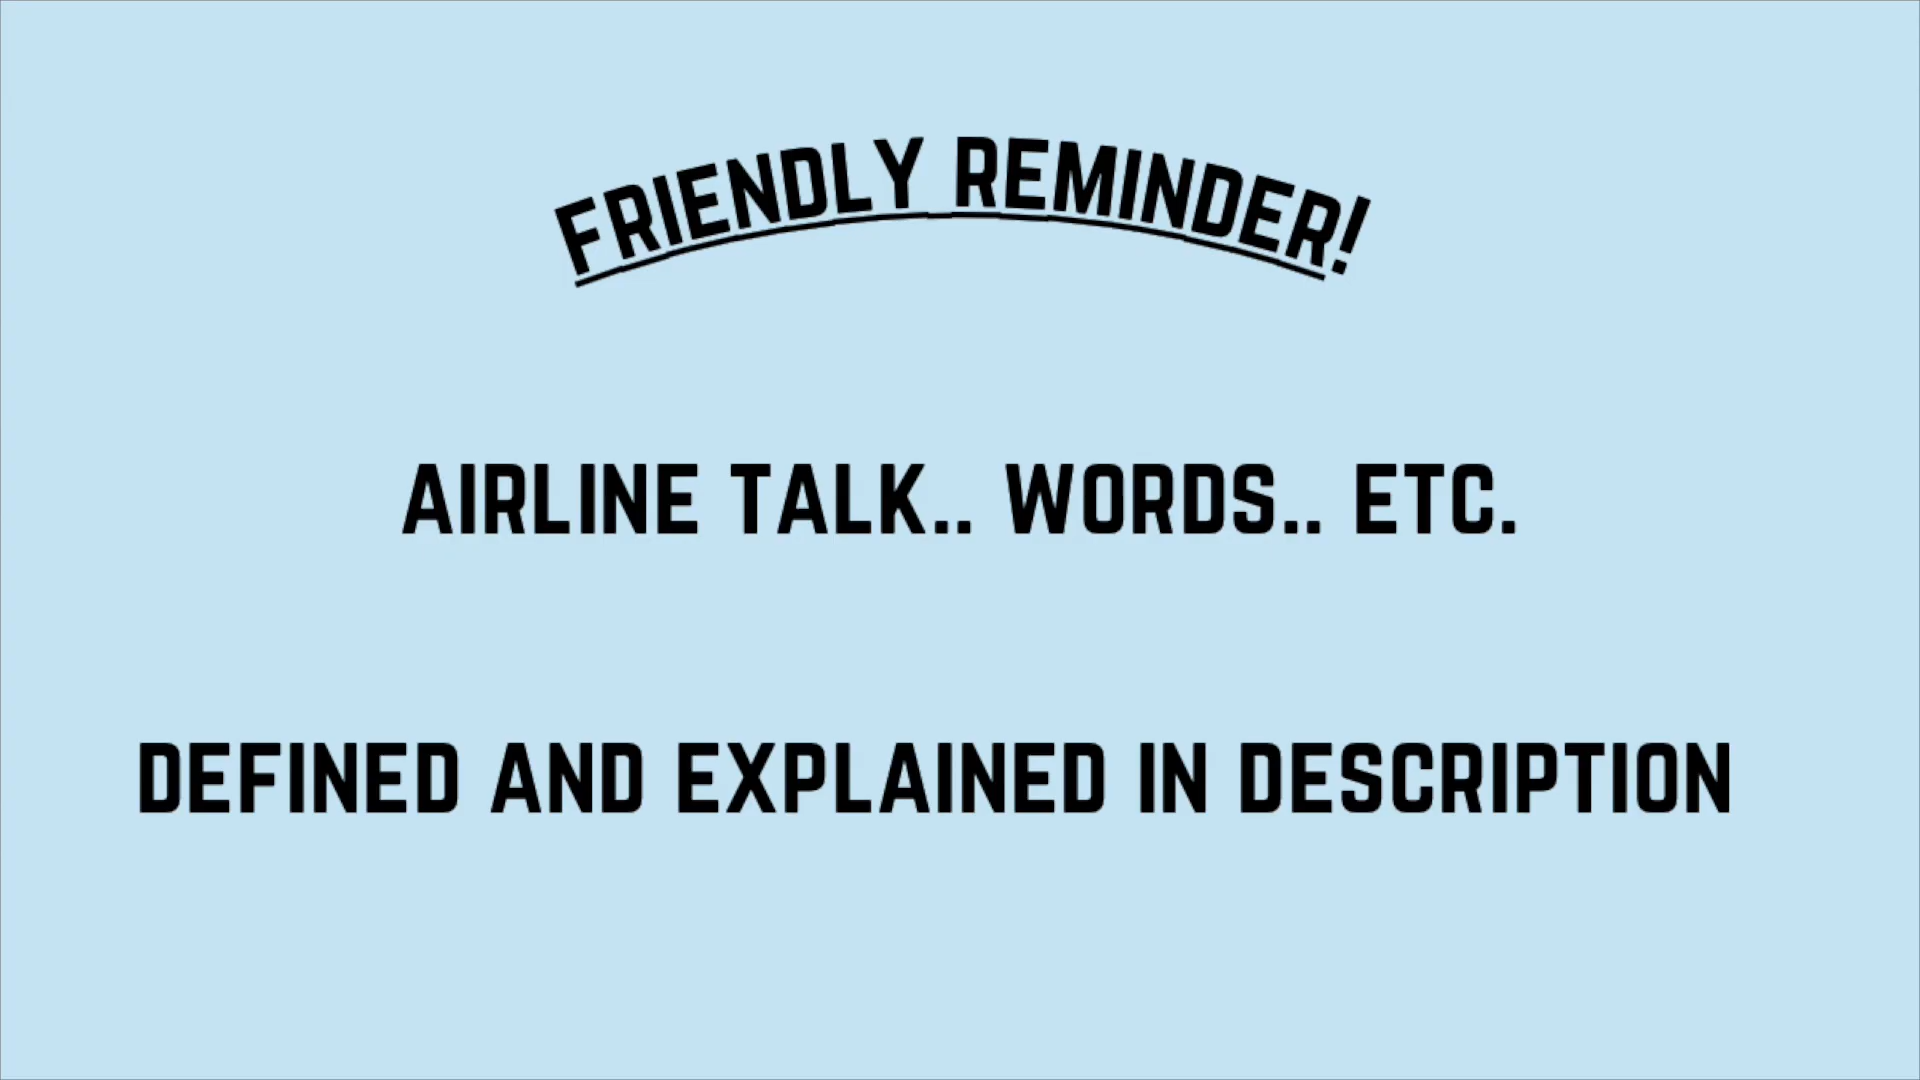 FRIENDLY REMINDER!
AIRLINE TALK.. WORDS.. ETC.
DEFINED AND EXPLAINED IN DESCRIPTION